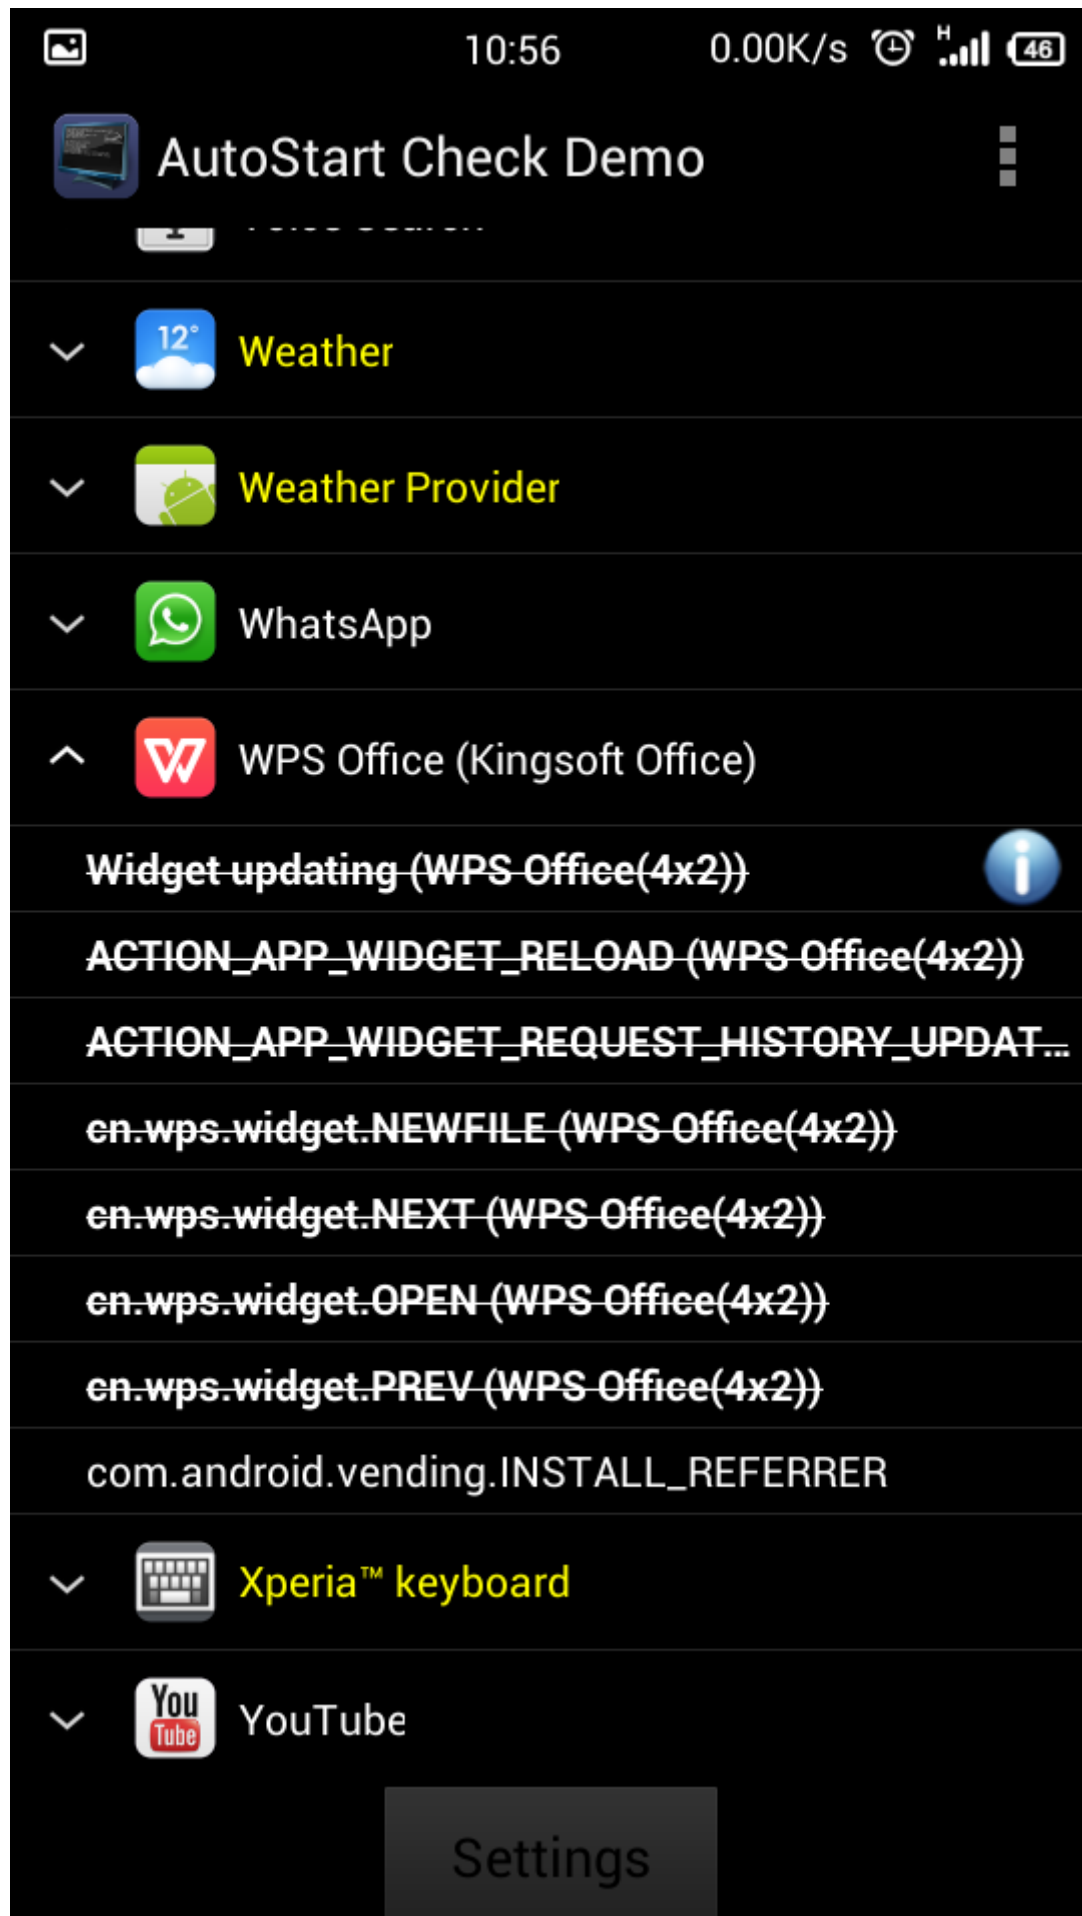 10:56 0.00K/s H 46
AutoStart Check Demo
Voice Search
12°
Weather
Weather Provider
WhatsApp
WPS Office (Kingsoft Office)
Widget updating (WPS Office(4x2))
ACTION_APP_WIDGET_RELOAD (WPS Office(4x2))
ACTION_APP_WIDGET_REQUEST_HISTORY_UPDAT...
cn.wps.widget.NEWFILE (WPS Office(4x2))
cn.wps.widget.NEXT (WPS Office(4x2))
cn.wps.widget.OPEN (WPS Office(4x2))
cn.wps.widget.PREV (WPS Office(4x2))
com.android.vending.INSTALL_REFERRER
Xperia™ keyboard
You
Tube
YouTube
Settings